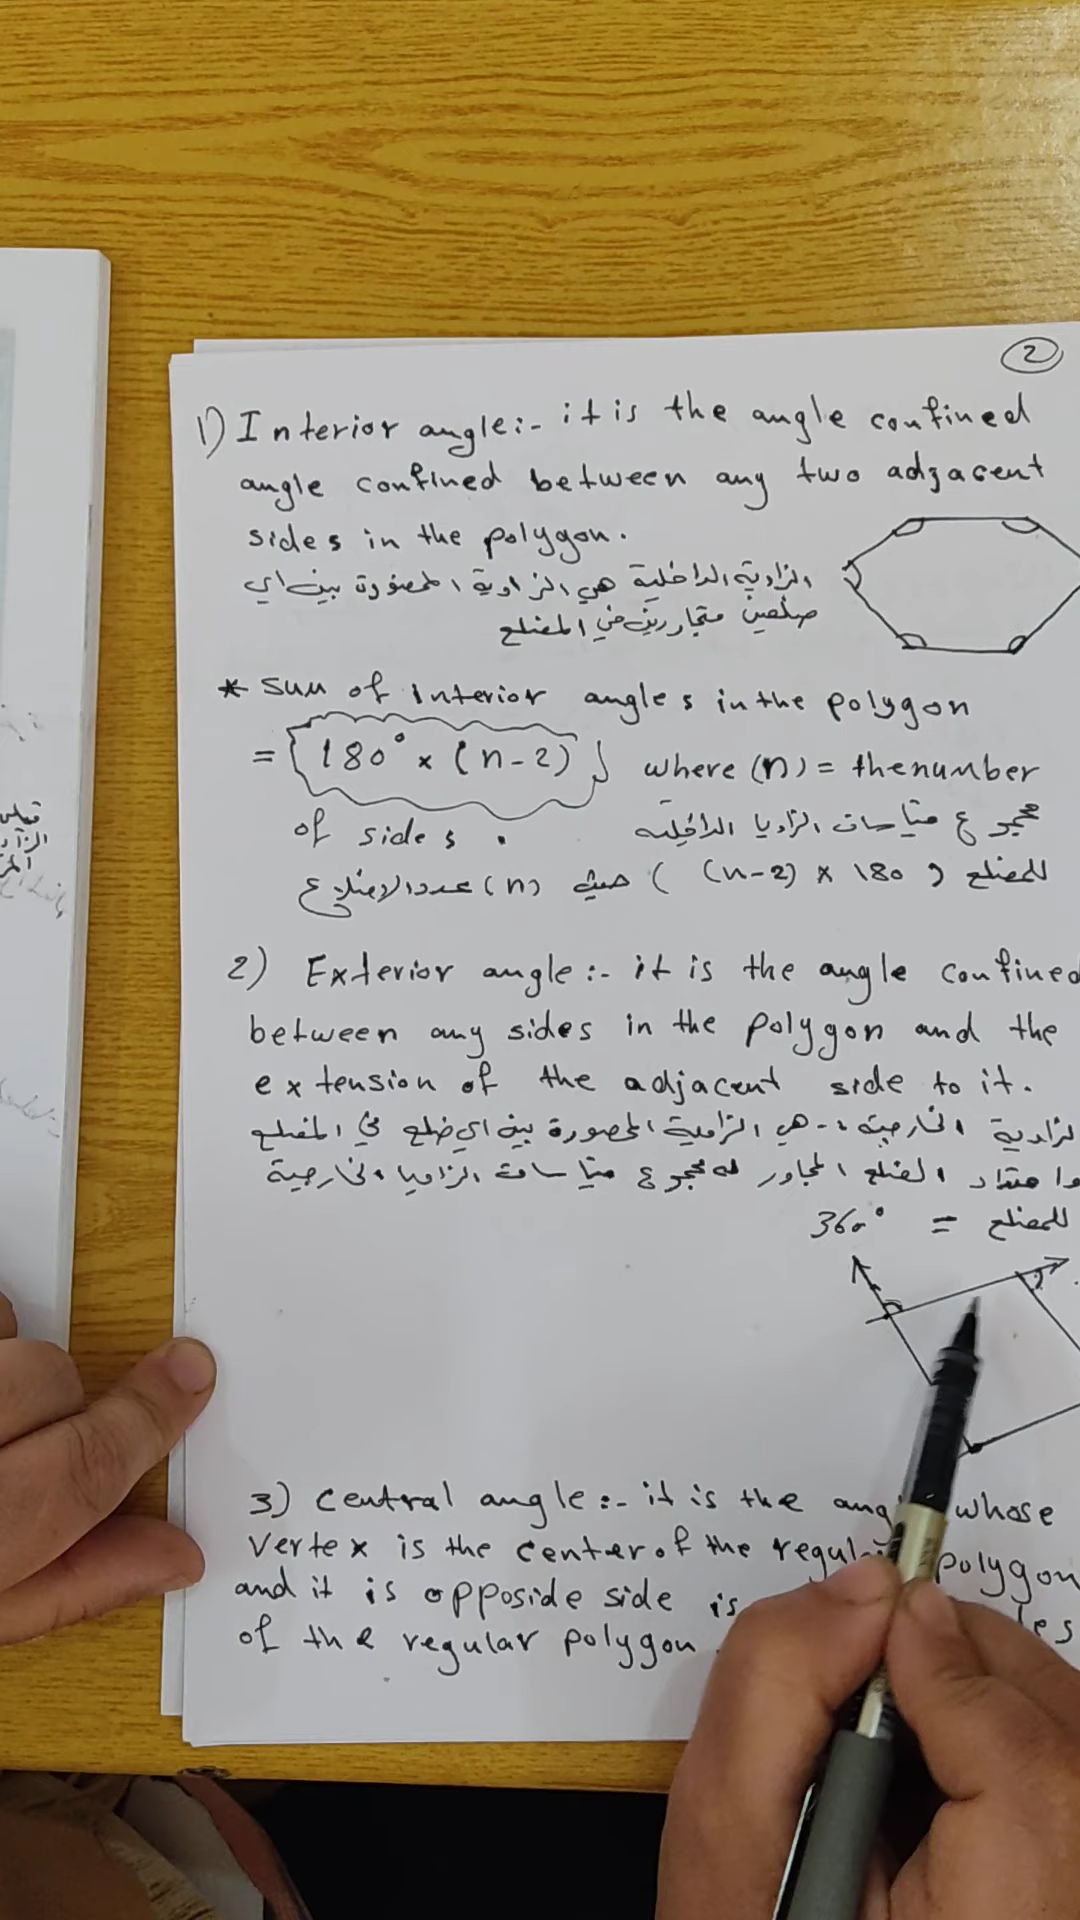 2
1) Interior angle:- it is the angle confined
angle confined between any two adjacent
sides in the polygon.
الزاوية الداخلية هي الزاوية المحصورة بين اي
ضلعين متجاورين في المضلع
* Sum of interior angles in the polygon
= [180° × (n-2)] where (n) = the number
of sides.
مجموع قياسات الزوايا الداخلية
للمضلع (180 × (n-2)) حيث (n) عدد الاضلاع
2) Exterior angle:- it is the angle confined
between any sides in the polygon and the
extension of the adjacent side to it.
الزاوية الخارجية :- هي الزاوية المحصورة بين اي ضلع في المضلع
وامتداد الضلع المجاور له مجموع قياسات الزوايا الخارجية
للمضلع = 360°
3) Central angle:- it is the whose
Vertex is the center of the regular polygon
and it is opposide side is
of the regular polygon